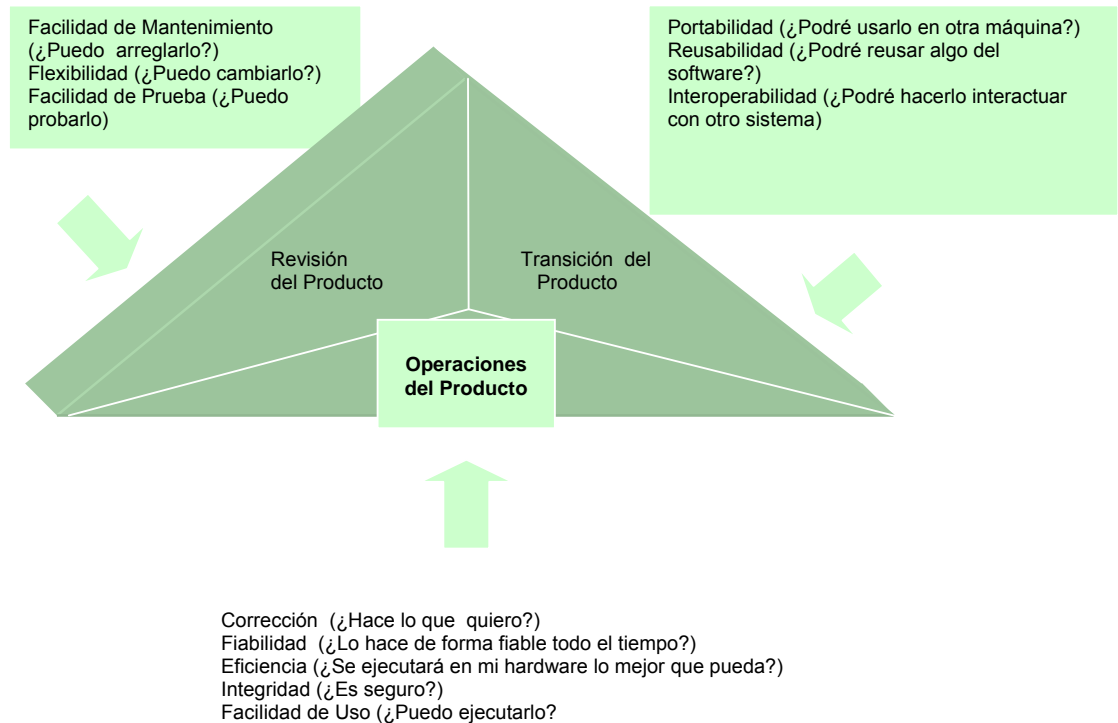 Facilidad de Mantenimiento
(¿Puedo  arreglarlo?)
Flexibilidad (¿Puedo cambiarlo?)
Facilidad de Prueba (¿Puedo
probarlo)
Portabilidad (¿Podré usarlo en otra máquina?)
Reusabilidad (¿Podré reusar algo del
software?)
Interoperabilidad (¿Podré hacerlo interactuar
con otro sistema)
Revisión
del Producto
Transición  del
Producto
Operaciones
del Producto
Corrección  (¿Hace lo que  quiero?)
Fiabilidad  (¿Lo hace de forma fiable todo el tiempo?)
Eficiencia (¿Se ejecutará en mi hardware lo mejor que pueda?)
Integridad (¿Es seguro?)
Facilidad de Uso (¿Puedo ejecutarlo?